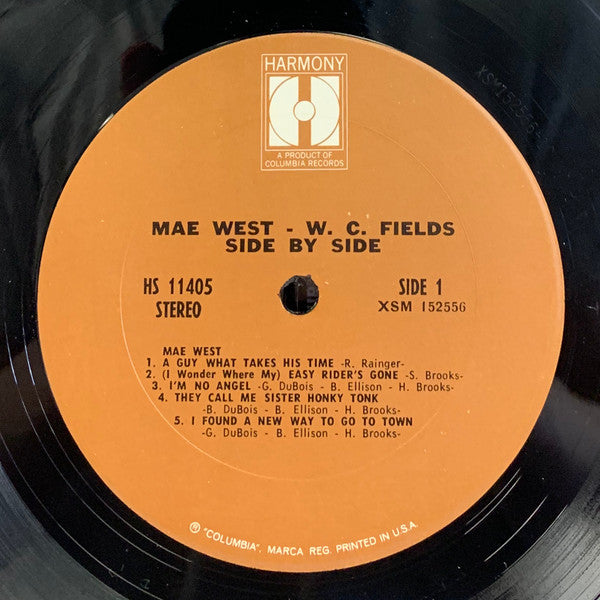 HARMONY
H
A PRODUCT OF
COLUMBIA RECORDS
MAE WEST - W. C. FIELDS
SIDE BY SIDE
HS 11405 SIDE 1
STEREO XSM 152556
MAE WEST
1. A GUY WHAT TAKES HIS TIME -R. Rainger-
2. (I Wonder Where My) EASY RIDER'S GONE -S. Brooks-
3. I'M NO ANGEL -G. DuBois - B. Ellison - H. Brooks-
4. THEY CALL ME SISTER HONKY TONK
-B. DuBois - B. Ellison - H. Brooks-
5. I FOUND A NEW WAY TO GO TO TOWN
-G. DuBois - B. Ellison - H. Brooks-
® "COLUMBIA", MARCA REG. PRINTED IN U.S.A.